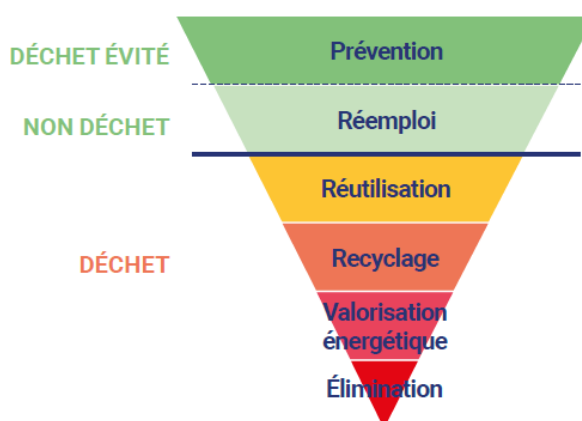 DÉCHET ÉVITÉ
Prévention
NON DÉCHET
Réemploi
Réutilisation
DÉCHET
Recyclage
Valorisation
énergétique
Élimination